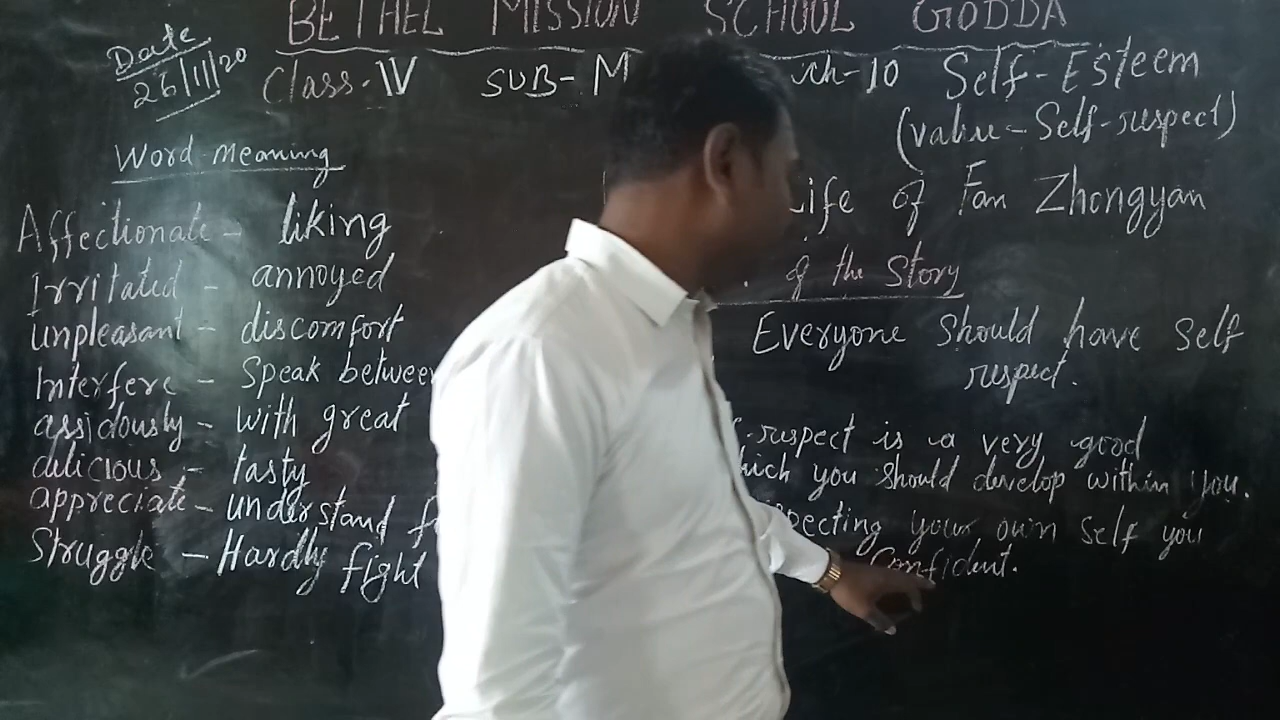 BETHEL MISSION SCHOOL GODDA
Date
26/11/20
Class-IV SUB-M ch-10 Self-Esteem
(value-Self-respect)
Word-meaning
Life of Fan Zhongyan
Affectionate - liking
of the Story
Irritated - annoyed
unpleasant - discomfort
Everyone should have self
respect.
Interfere - Speak between
assidously - with great
respect is a very good
delicious - tasty
which you should develop within you.
appreciate - understand
your own self you
Struggle - Hardly fight
Confident.